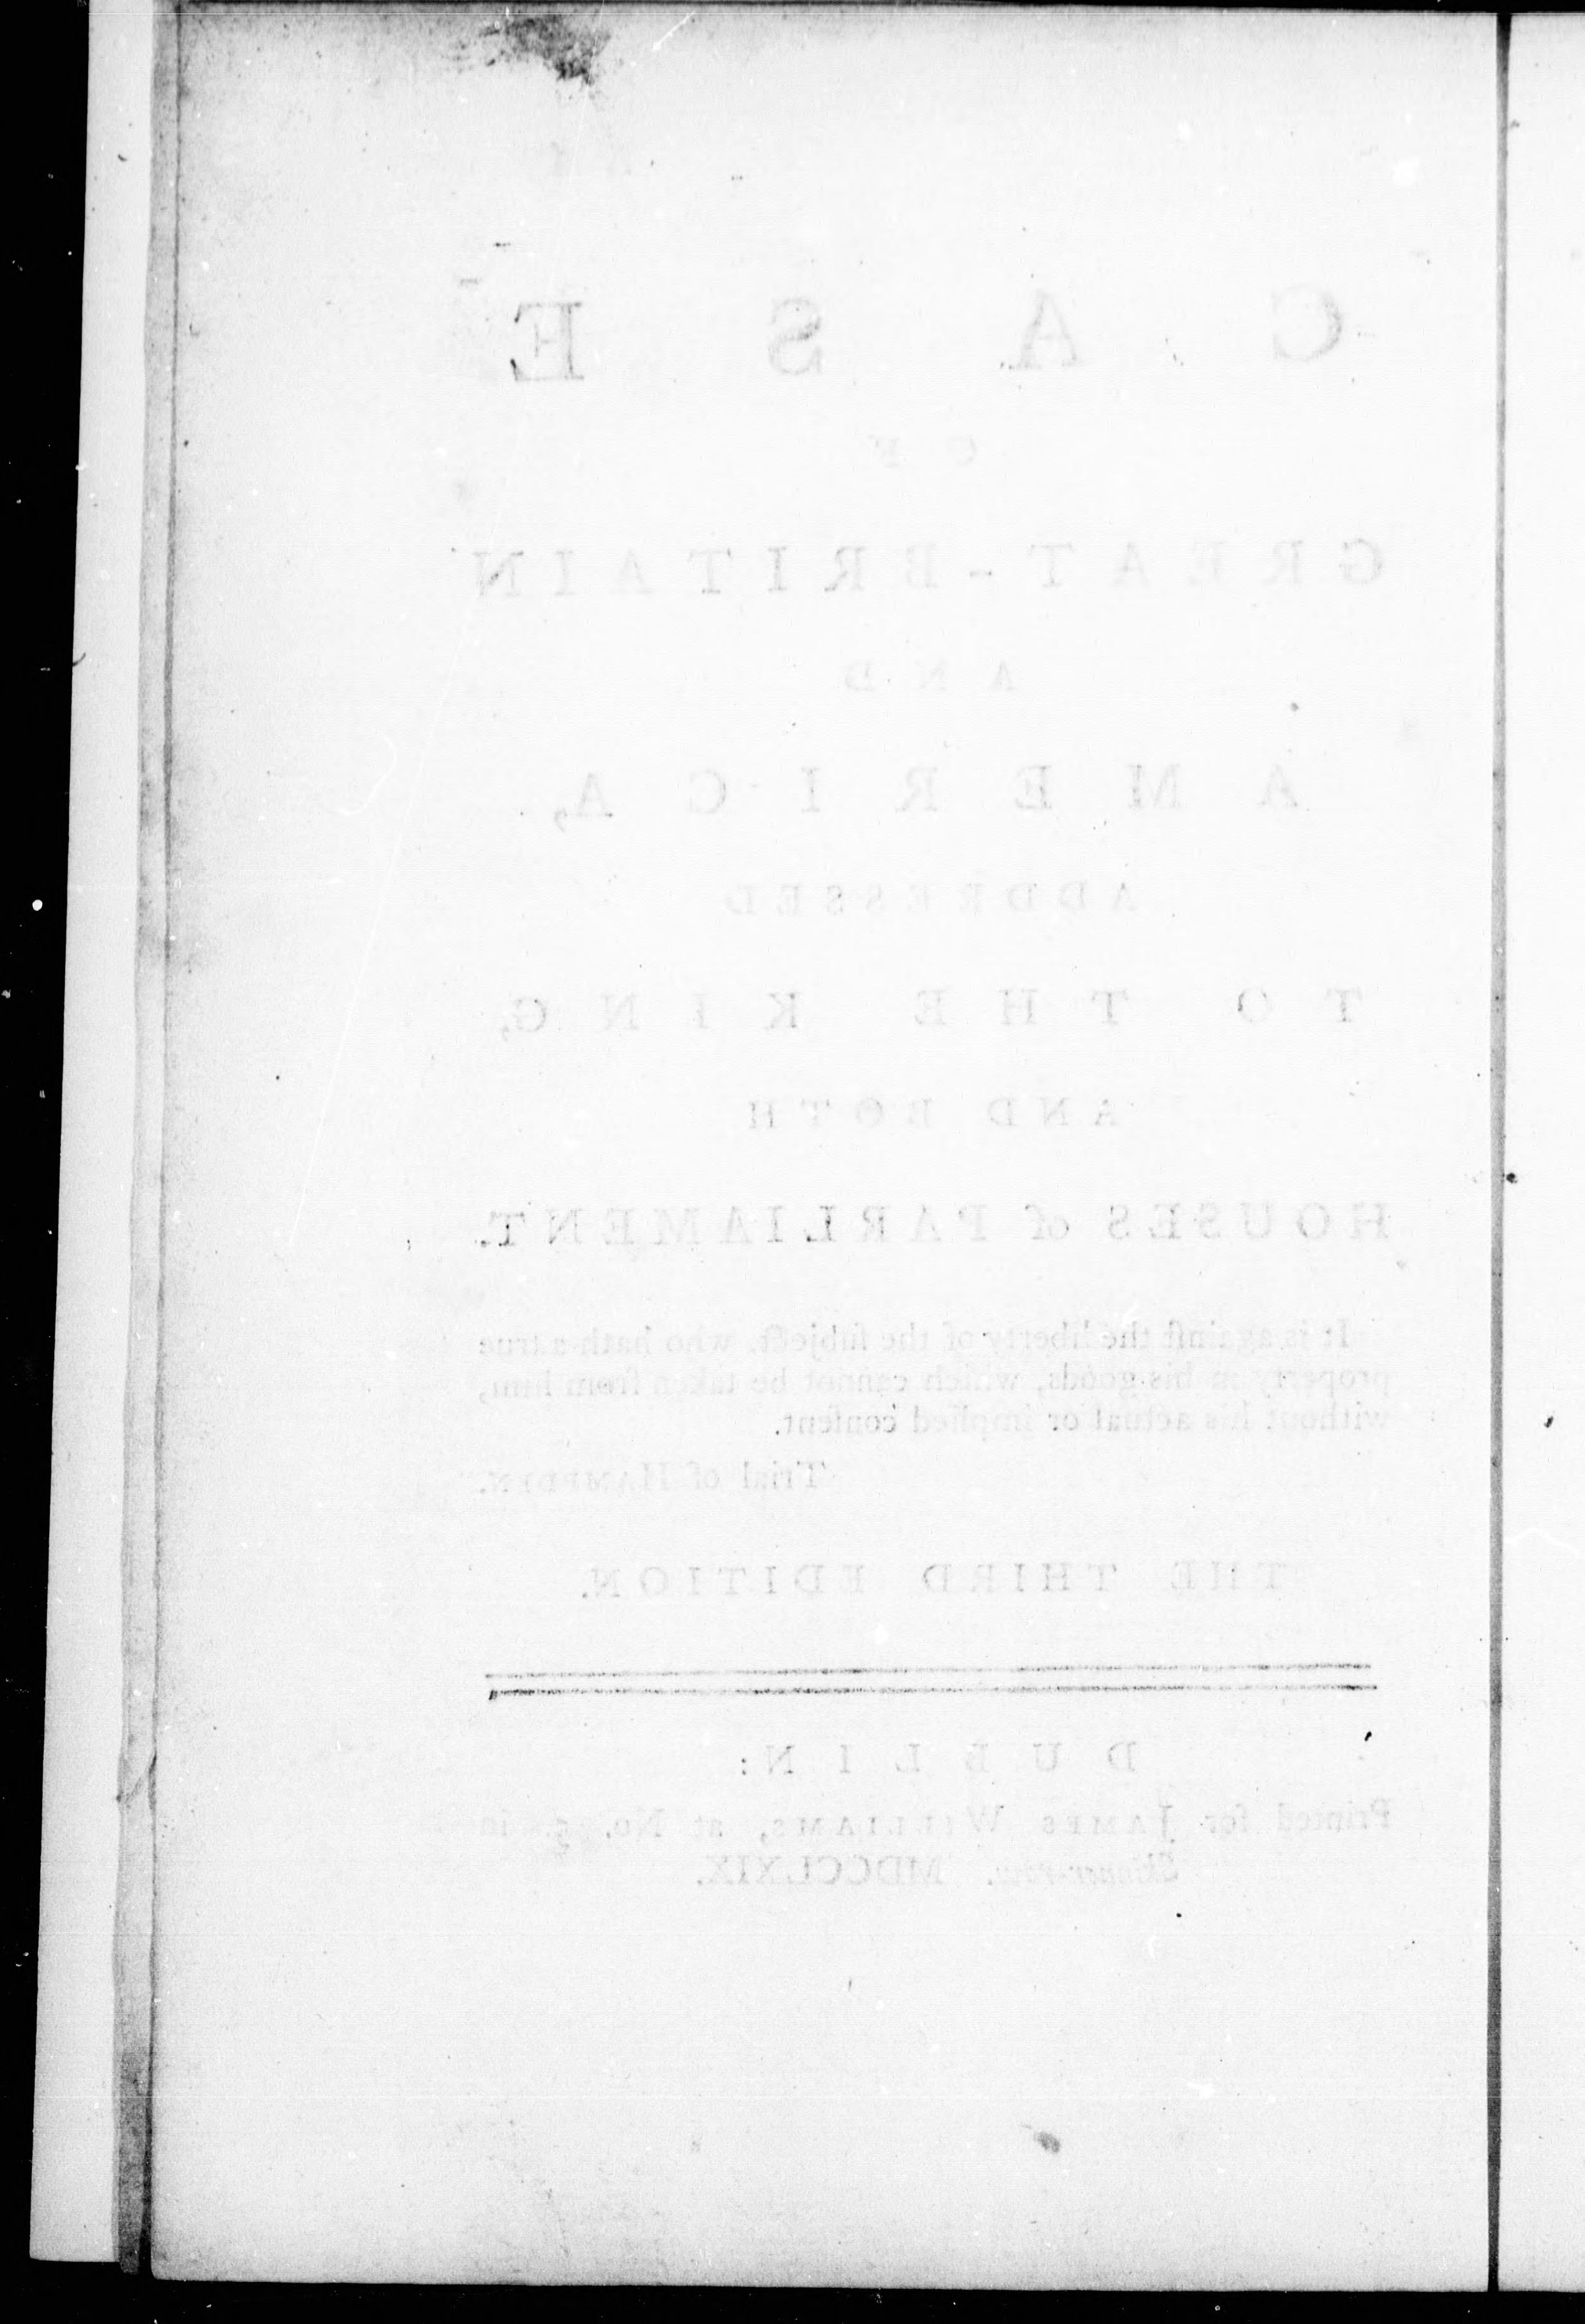 CASE
OF
GREAT-BRITAIN
AND
AMERICA,
ADDRESSED
TO THE KING,
AND BOTH
HOUSES of PARLIAMENT.
It is againſt the liberty of the ſubject, who hath a true
property in his goods, which cannot be taken from him,
without his actual or implied conſent.
Trial of HAMPDEN.
THE THIRD EDITION.
DUBLIN:
Printed for JAMES WILLIAMS, at No. 5. in
Skinner-row. MDCCLXIX.